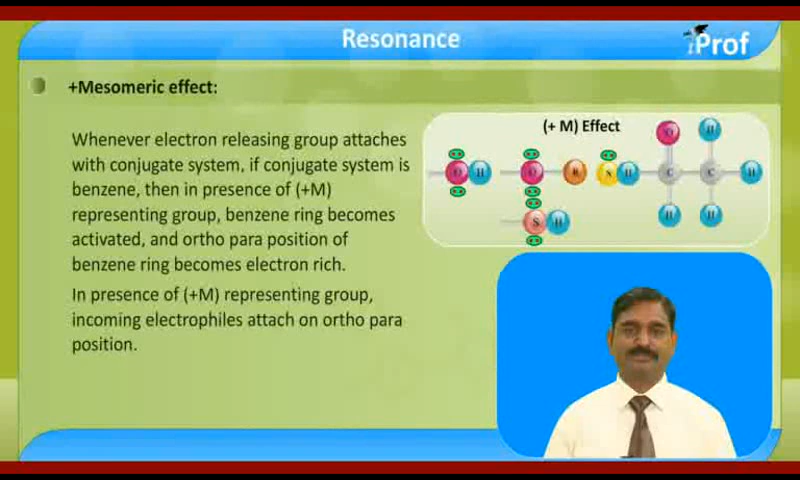 Resonance
iProf
+Mesomeric effect:
Whenever electron releasing group attaches
with conjugate system, if conjugate system is
benzene, then in presence of (+M)
representing group, benzene ring becomes
activated, and ortho para position of
benzene ring becomes electron rich.
In presence of (+M) representing group,
incoming electrophiles attach on ortho para
position.
(+ M) Effect
H
H
S H C C H
S H
H H